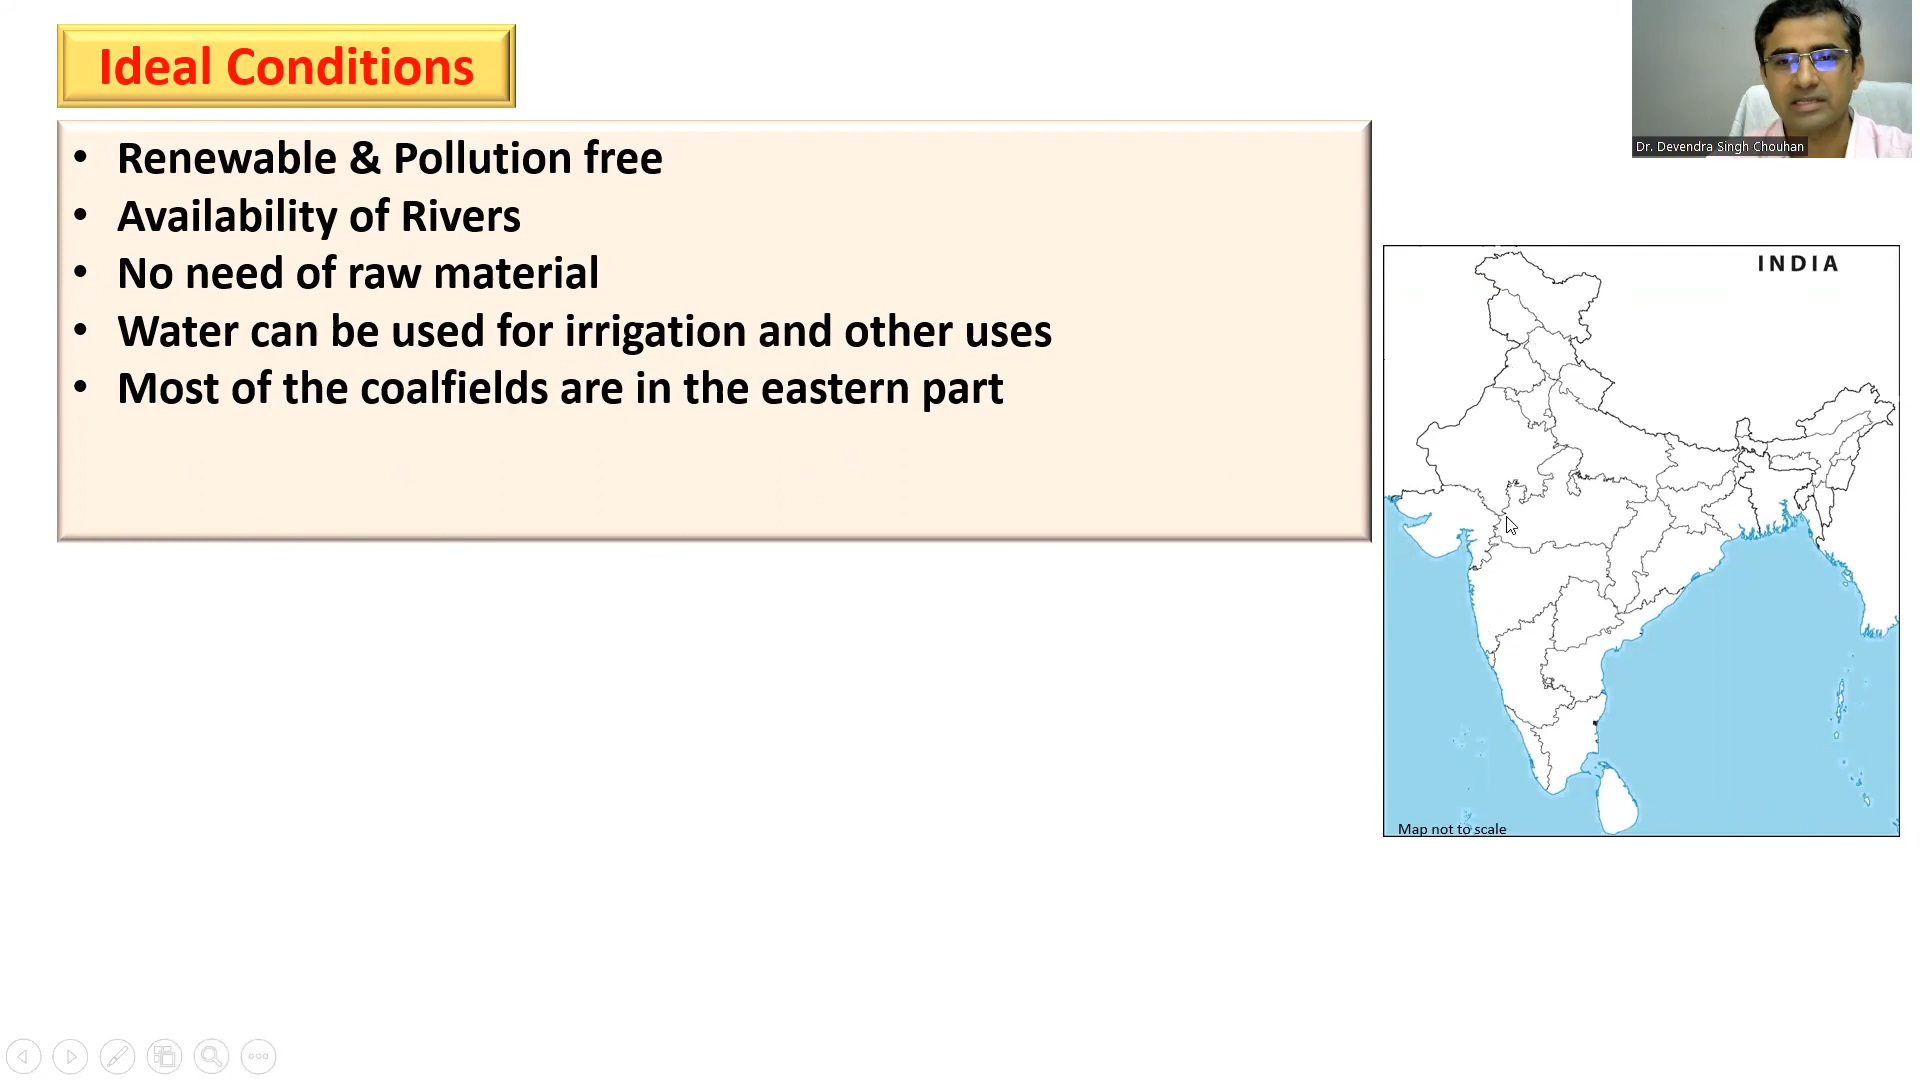 Ideal Conditions
• Renewable & Pollution free
• Availability of Rivers
• No need of raw material
• Water can be used for irrigation and other uses
• Most of the coalfields are in the eastern part
Dr. Devendra Singh Chouhan
INDIA
Map not to scale